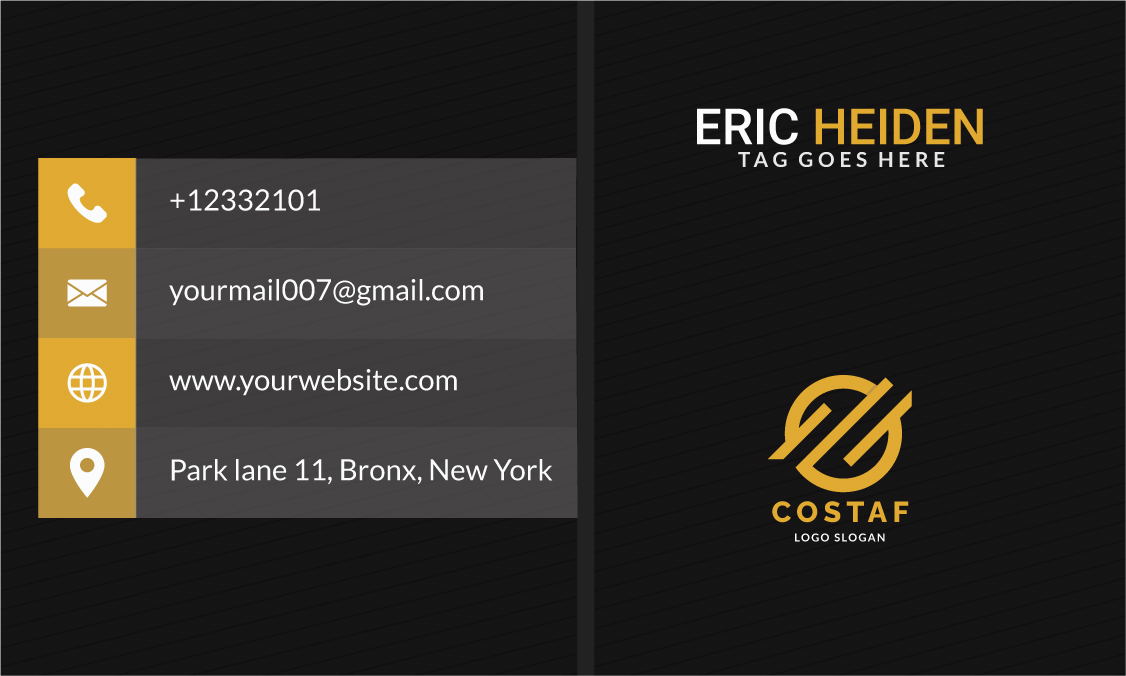 +12332101
yourmail007@gmail.com
www.yourwebsite.com
Park lane 11, Bronx, New York
ERIC HEIDEN
TAG GOES HERE
COSTAF
LOGO SLOGAN